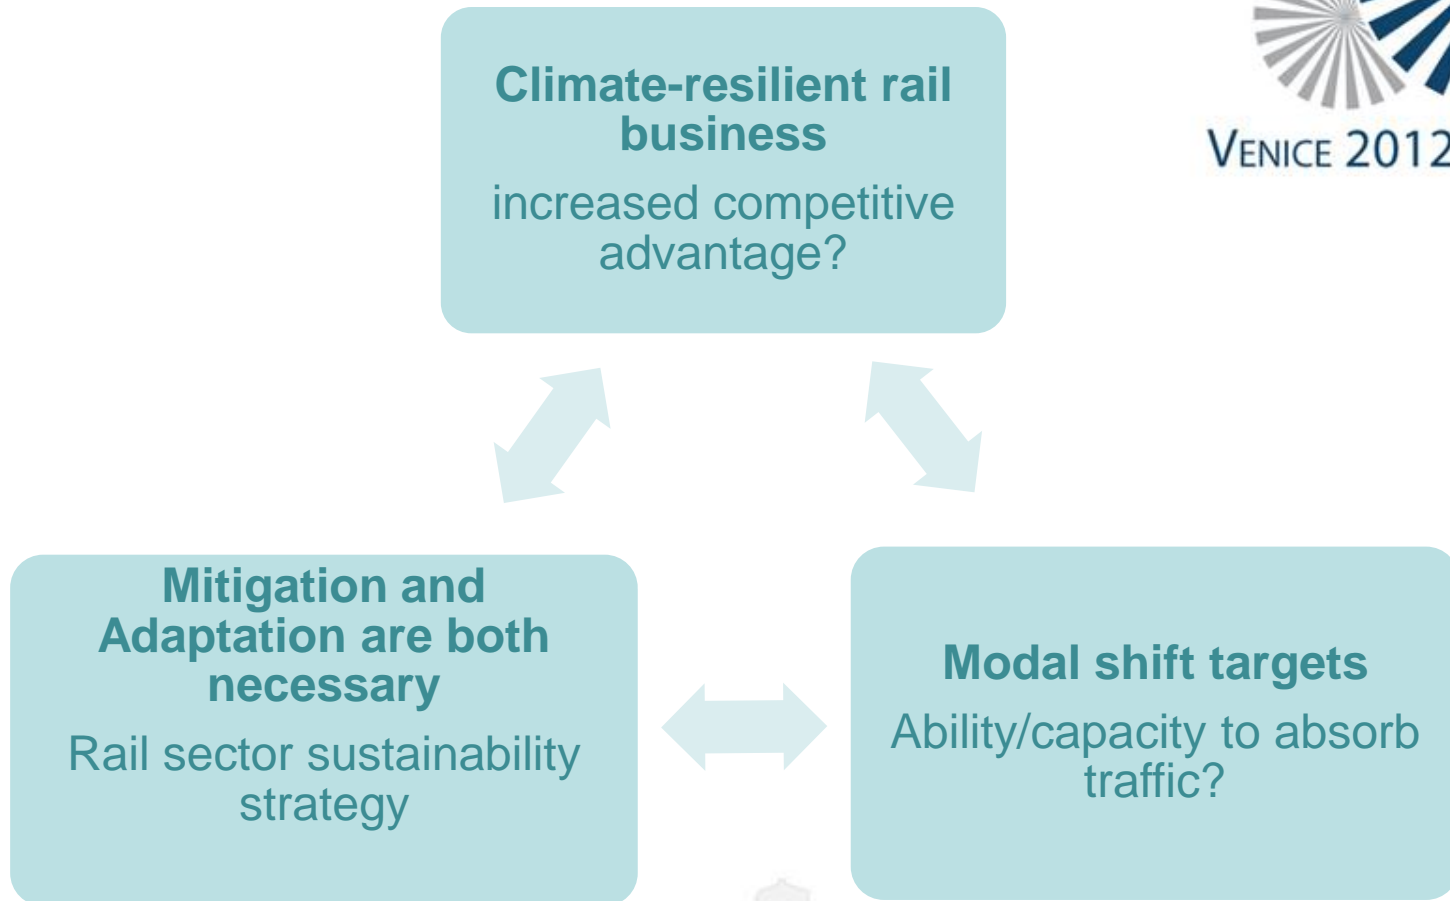 Climate-resilient rail
business
increased competitive
advantage?
VENICE 2012
Mitigation and
Adaptation are both
necessary
Rail sector sustainability
strategy
Modal shift targets
Ability/capacity to absorb
traffic?